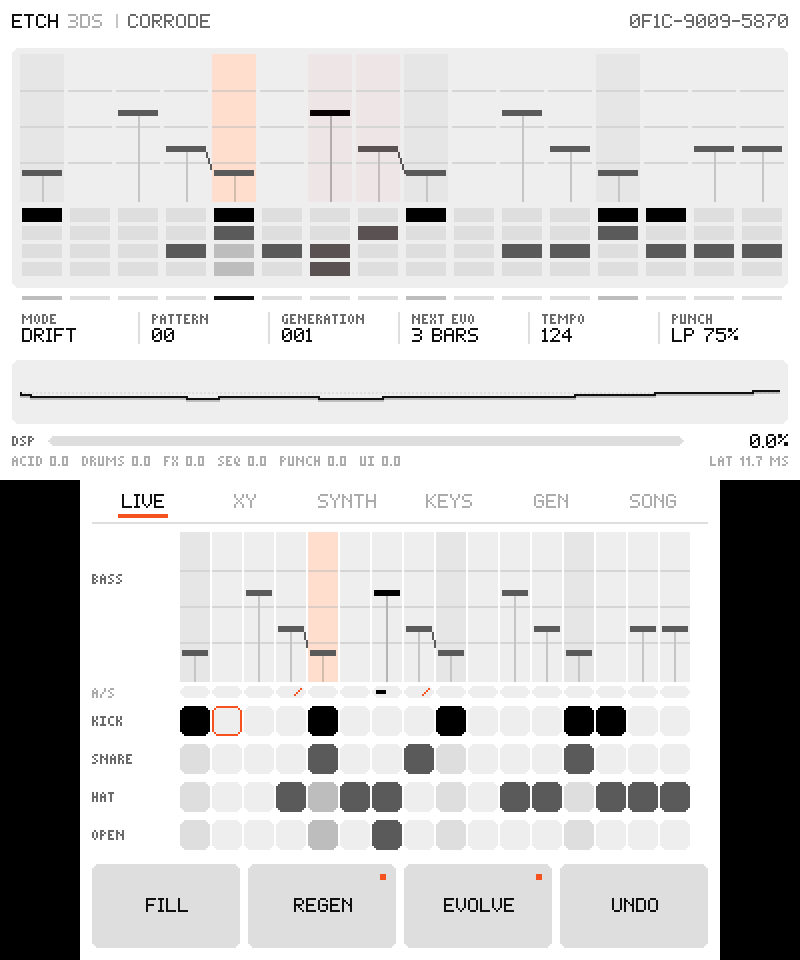 ETCH 3DS | CORRODE 0F1C-9009-5870
MODE PATTERN GENERATION NEXT EVO TEMPO PUNCH
DRIFT 00 001 3 BARS 124 LP 75%
DSP 0.0%
ACID 0.0 DRUMS 0.0 FX 0.0 SEQ 0.0 PUNCH 0.0 UI 0.0 LAT 11.7 MS
LIVE XY SYNTH KEYS GEN SONG
BASS
A/S
KICK
SNARE
HAT
OPEN
FILL REGEN EVOLVE UNDO